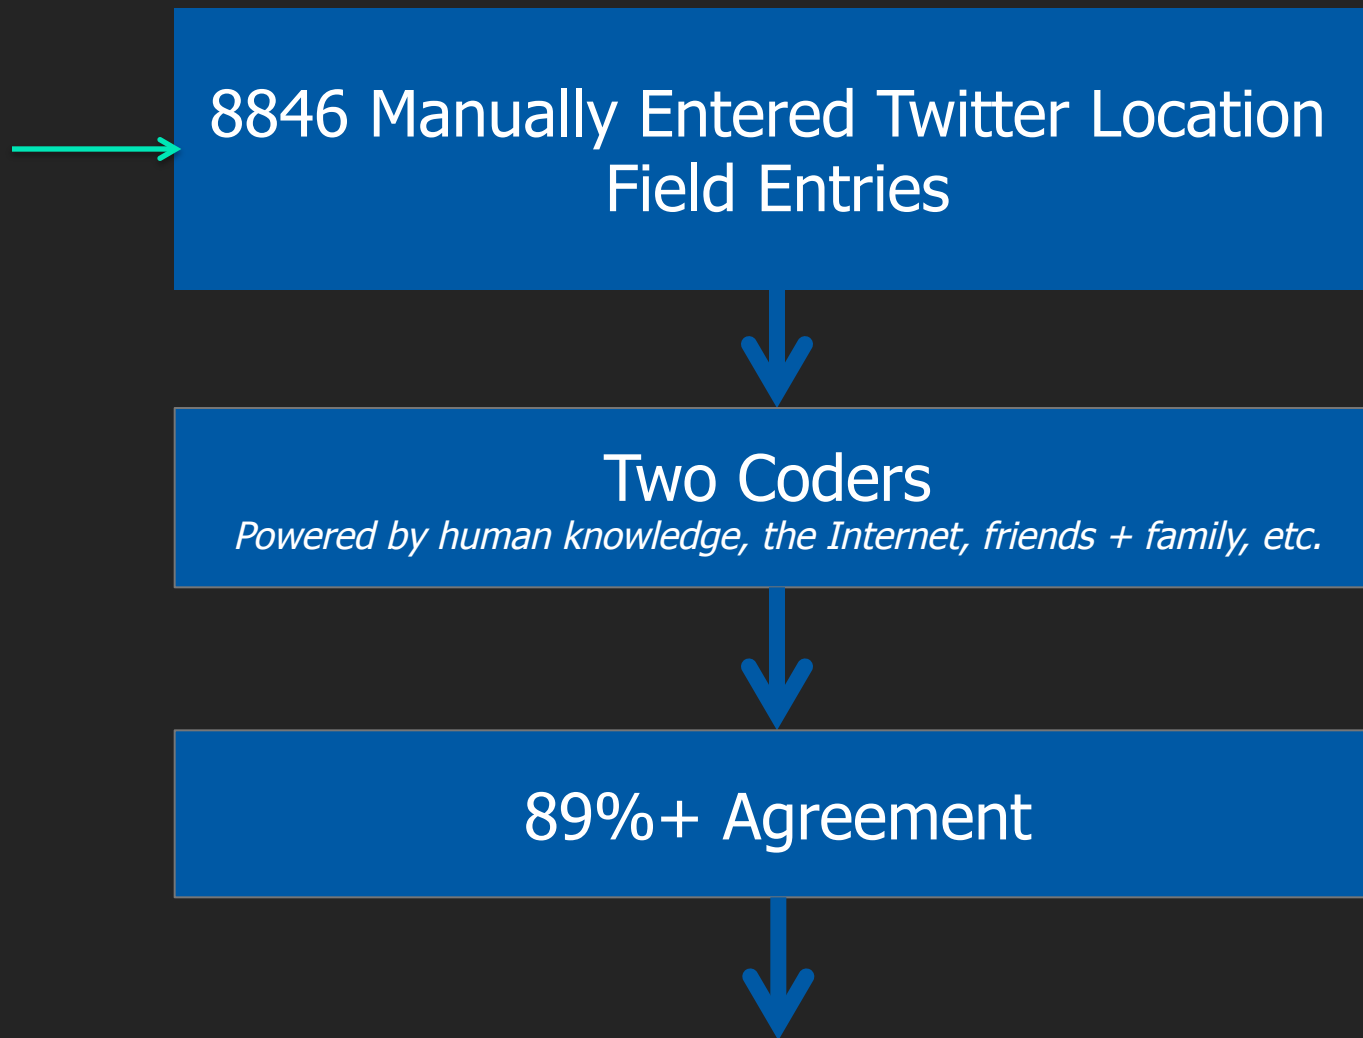 8846 Manually Entered Twitter Location
Field Entries
Two Coders
Powered by human knowledge, the Internet, friends + family, etc.
89%+ Agreement